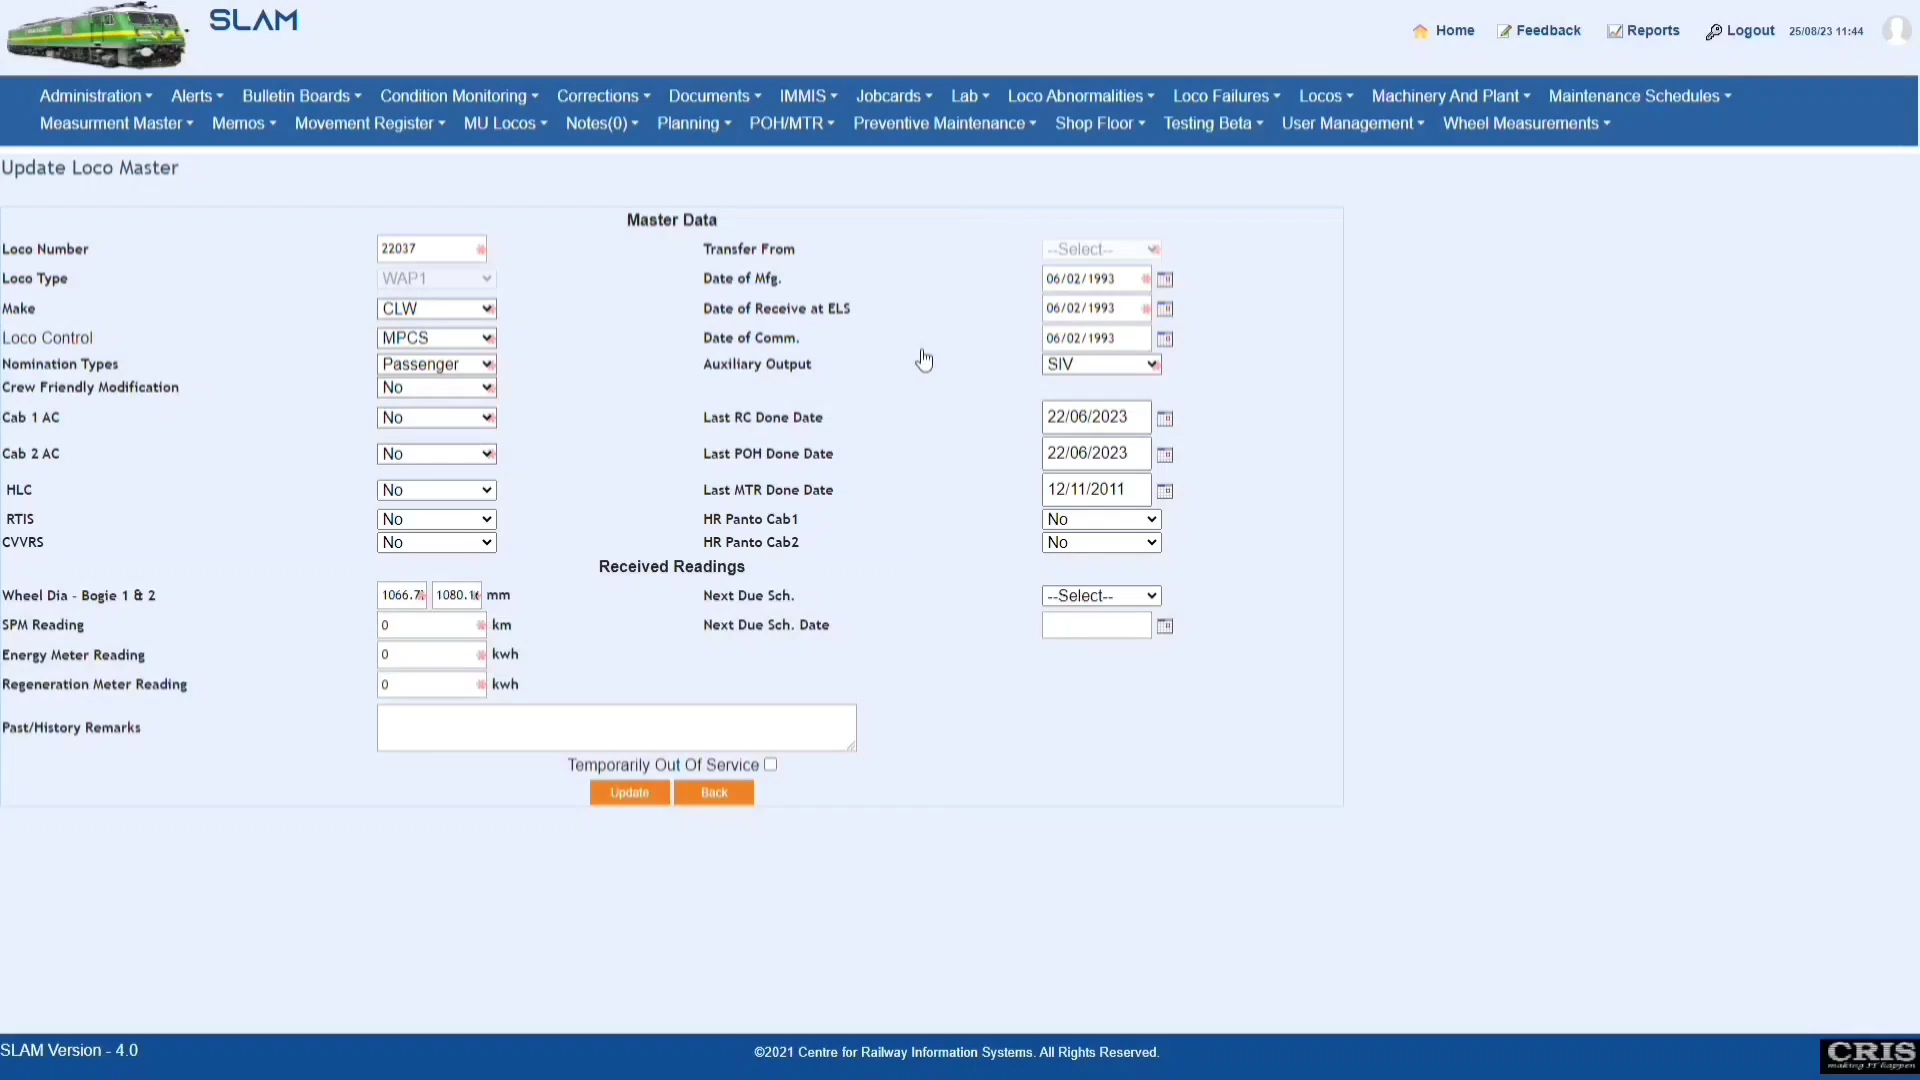 SLAM
Home Feedback Reports Logout 25/08/23 11:44
Administration Alerts Bulletin Boards Condition Monitoring Corrections Documents IMMIS Jobcards Lab Loco Abnormalities Loco Failures Locos Machinery And Plant Maintenance Schedules
Measurment Master Memos Movement Register MU Locos Notes(0) Planning POH/MTR Preventive Maintenance Shop Floor Testing Beta User Management Wheel Measurements
Update Loco Master
Master Data
Loco Number 22037 Transfer From --Select--
Loco Type WAP1 Date of Mfg. 06/02/1993
Make CLW Date of Receive at ELS 06/02/1993
Loco Control MPCS Date of Comm. 06/02/1993
Nomination Types Passenger Auxiliary Output SIV
Crew Friendly Modification No
Cab 1 AC No Last RC Done Date 22/06/2023
Cab 2 AC No Last POH Done Date 22/06/2023
HLC No Last MTR Done Date 12/11/2011
RTIS No HR Panto Cab1 No
CVVRS No HR Panto Cab2 No
Received Readings
Wheel Dia - Bogie 1 & 2 mm Next Due Sch. --Select--
SPM Reading 0 km Next Due Sch. Date
Energy Meter Reading 0 kwh
Regeneration Meter Reading 0 kwh
Past/History Remarks
Temporarily Out Of Service
Update Back
SLAM Version - 4.0 ©2021 Centre for Railway Information Systems. All Rights Reserved. CRIS
making IT happen